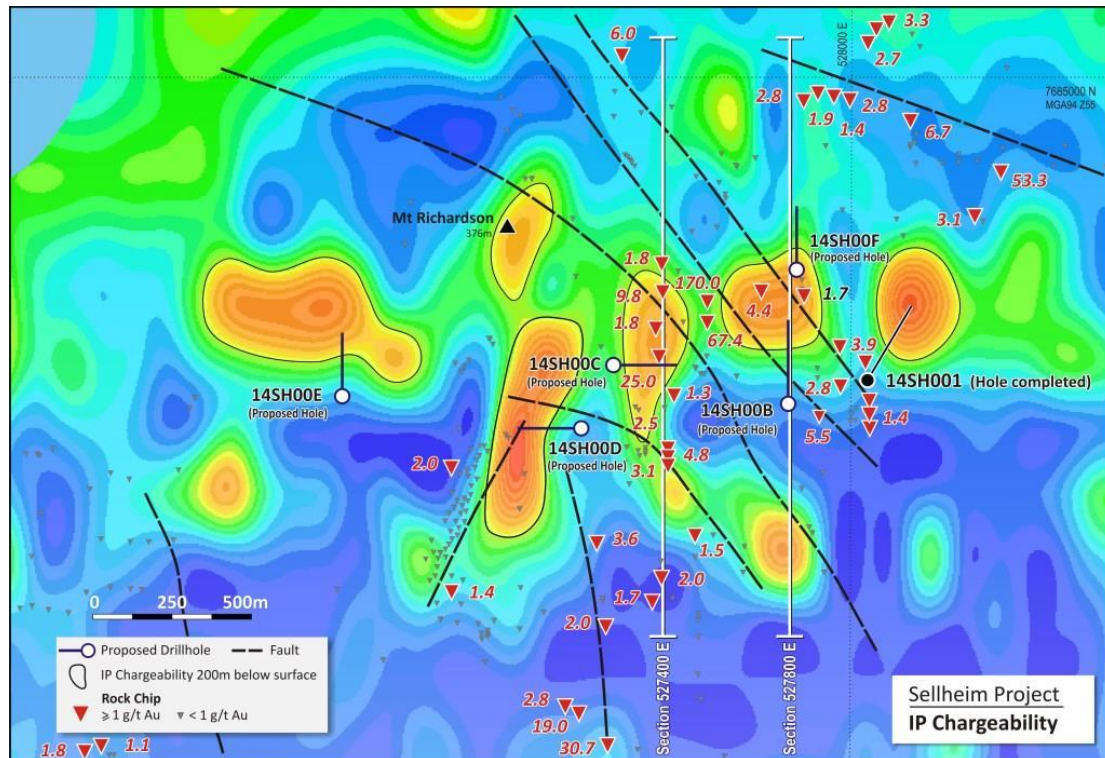 6.0
3.3
2.7
528000 E
7685000 N
MGA94 Z55
2.8
1.9
1.4
2.8
6.7
53.3
3.1
Mt Richardson
376m
14SH00F
(Proposed Hole)
1.8
170.0
9.8
4.4
1.7
1.8
67.4
3.9
14SH00C
(Proposed Hole)
25.0
14SH001 (Hole completed)
14SH00E
(Proposed Hole)
1.3
2.8
14SH00B
(Proposed Hole)
1.4
2.5
5.5
14SH00D
(Proposed Hole)
4.8
3.1
2.0
3.6
1.5
1.4
2.0
1.7
2.0
0 250 500m
Proposed Drillhole Fault
IP Chargeability 200m below surface
Rock Chip
⩾ 1 g/t Au < 1 g/t Au
Section 527400 E
Section 527800 E
2.8
19.0
30.7
1.8
1.1
Sellheim Project
IP Chargeability